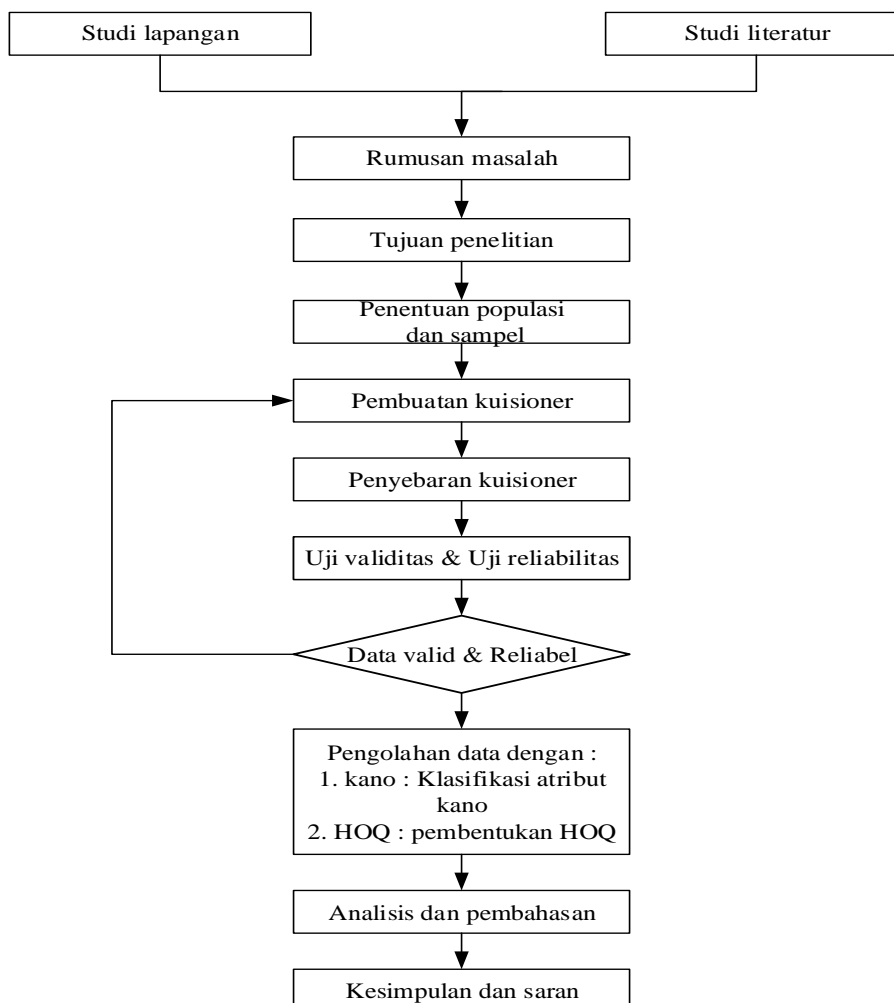 Studi lapangan
Studi literatur
Rumusan masalah
Tujuan penelitian
Penentuan populasi
dan sampel
Pembuatan kuisioner
Penyebaran kuisioner
Uji validitas & Uji reliabilitas
Data valid & Reliabel
Pengolahan data dengan :
1. kano : Klasifikasi atribut
kano
2. HOQ : pembentukan HOQ
Analisis dan pembahasan
Kesimpulan dan saran